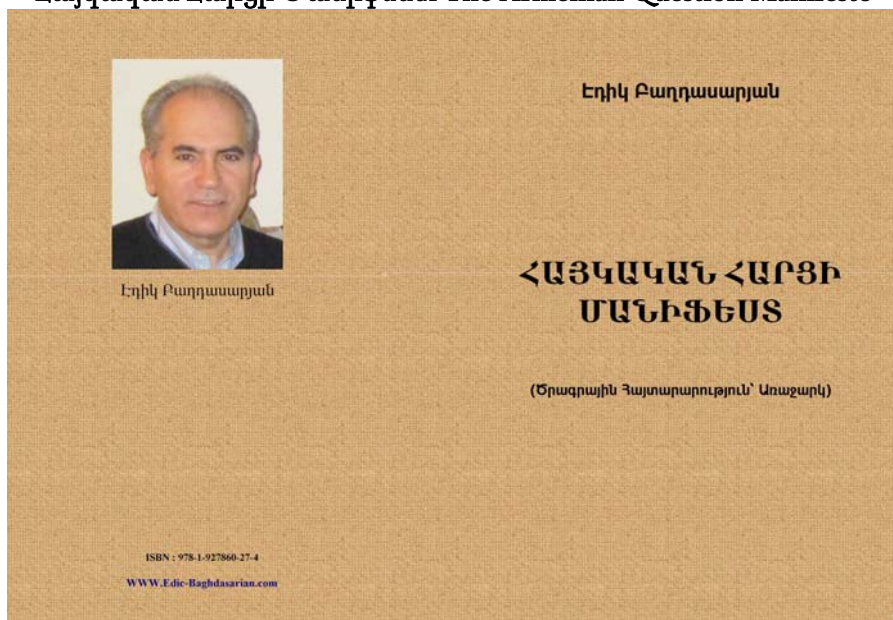 Էդիկ Բաղդասարյան
ՀԱՅԿԱԿԱՆ ՀԱՐՑԻ
ՄԱՆԻՖԵՍՏ
(Ծրագրային Հայտարարություն՝ Առաջարկ)
Էդիկ Բաղդասարյան
ISBN : 978-1-927860-27-4
WWW.Edic-Baghdasarian.com